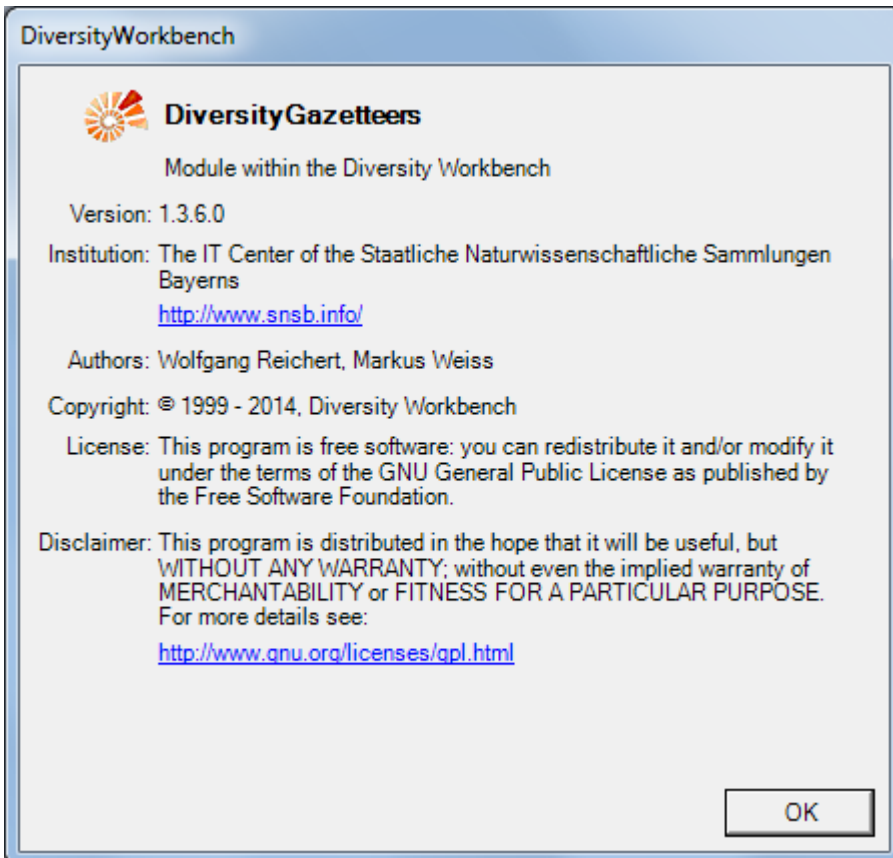 DiversityWorkbench
DiversityGazetteers
Module within the Diversity Workbench
Version: 1.3.6.0
Institution: The IT Center of the Staatliche Naturwissenschaftliche Sammlungen
Bayerns
http://www.snsb.info/
Authors: Wolfgang Reichert, Markus Weiss
Copyright: © 1999 - 2014, Diversity Workbench
License: This program is free software: you can redistribute it and/or modify it
under the terms of the GNU General Public License as published by
the Free Software Foundation.
Disclaimer: This program is distributed in the hope that it will be useful, but
WITHOUT ANY WARRANTY; without even the implied warranty of
MERCHANTABILITY or FITNESS FOR A PARTICULAR PURPOSE.
For more details see:
http://www.gnu.org/licenses/gpl.html
OK